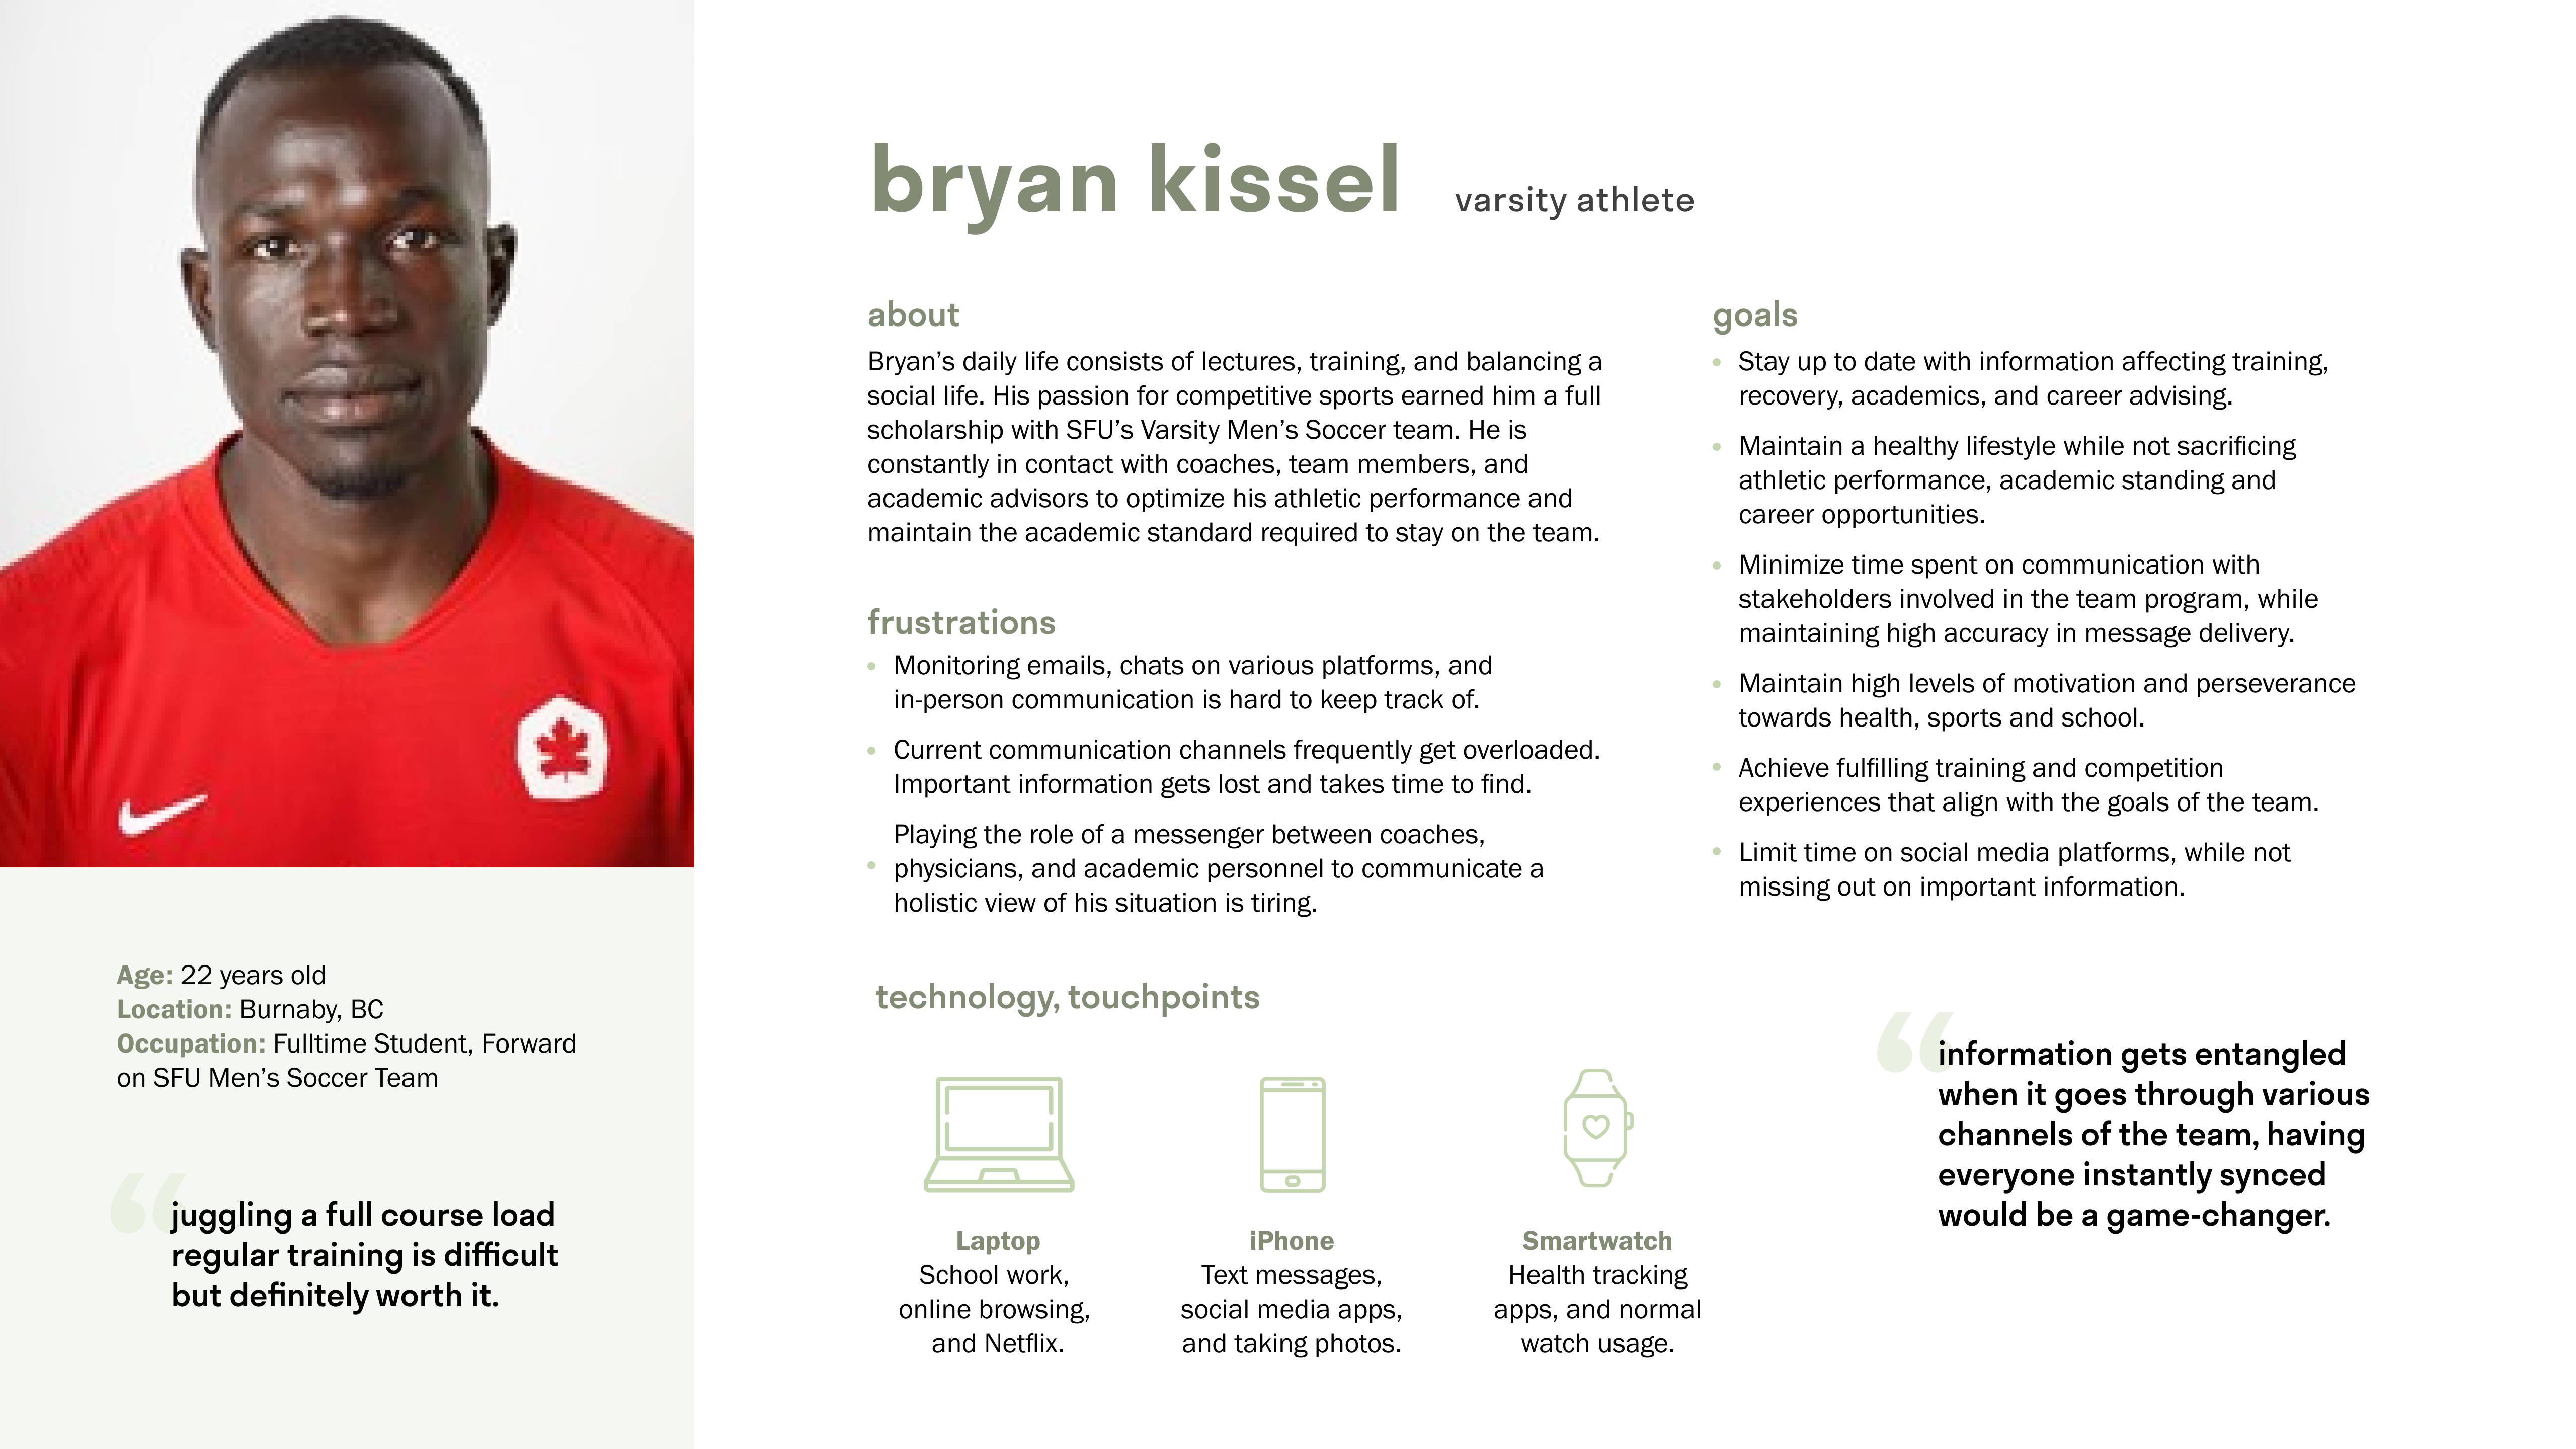 bryan kissel
varsity athlete
about
Bryan’s daily life consists of lectures, training, and balancing a
social life. His passion for competitive sports earned him a full
scholarship with SFU’s Varsity Men’s Soccer team. He is
constantly in contact with coaches, team members, and
academic advisors to optimize his athletic performance and
maintain the academic standard required to stay on the team.
frustrations
• Monitoring emails, chats on various platforms, and
in-person communication is hard to keep track of.
• Current communication channels frequently get overloaded.
Important information gets lost and takes time to find.
Playing the role of a messenger between coaches,
• physicians, and academic personnel to communicate a
holistic view of his situation is tiring.
goals
• Stay up to date with information affecting training,
recovery, academics, and career advising.
• Maintain a healthy lifestyle while not sacrificing
athletic performance, academic standing and
career opportunities.
• Minimize time spent on communication with
stakeholders involved in the team program, while
maintaining high accuracy in message delivery.
• Maintain high levels of motivation and perseverance
towards health, sports and school.
• Achieve fulfilling training and competition
experiences that align with the goals of the team.
• Limit time on social media platforms, while not
missing out on important information.
Age: 22 years old
Location: Burnaby, BC
Occupation: Fulltime Student, Forward
on SFU Men’s Soccer Team
“juggling a full course load
regular training is difficult
but definitely worth it.
technology, touchpoints
Laptop
School work,
online browsing,
and Netflix.
iPhone
Text messages,
social media apps,
and taking photos.
Smartwatch
Health tracking
apps, and normal
watch usage.
“information gets entangled
when it goes through various
channels of the team, having
everyone instantly synced
would be a game-changer.